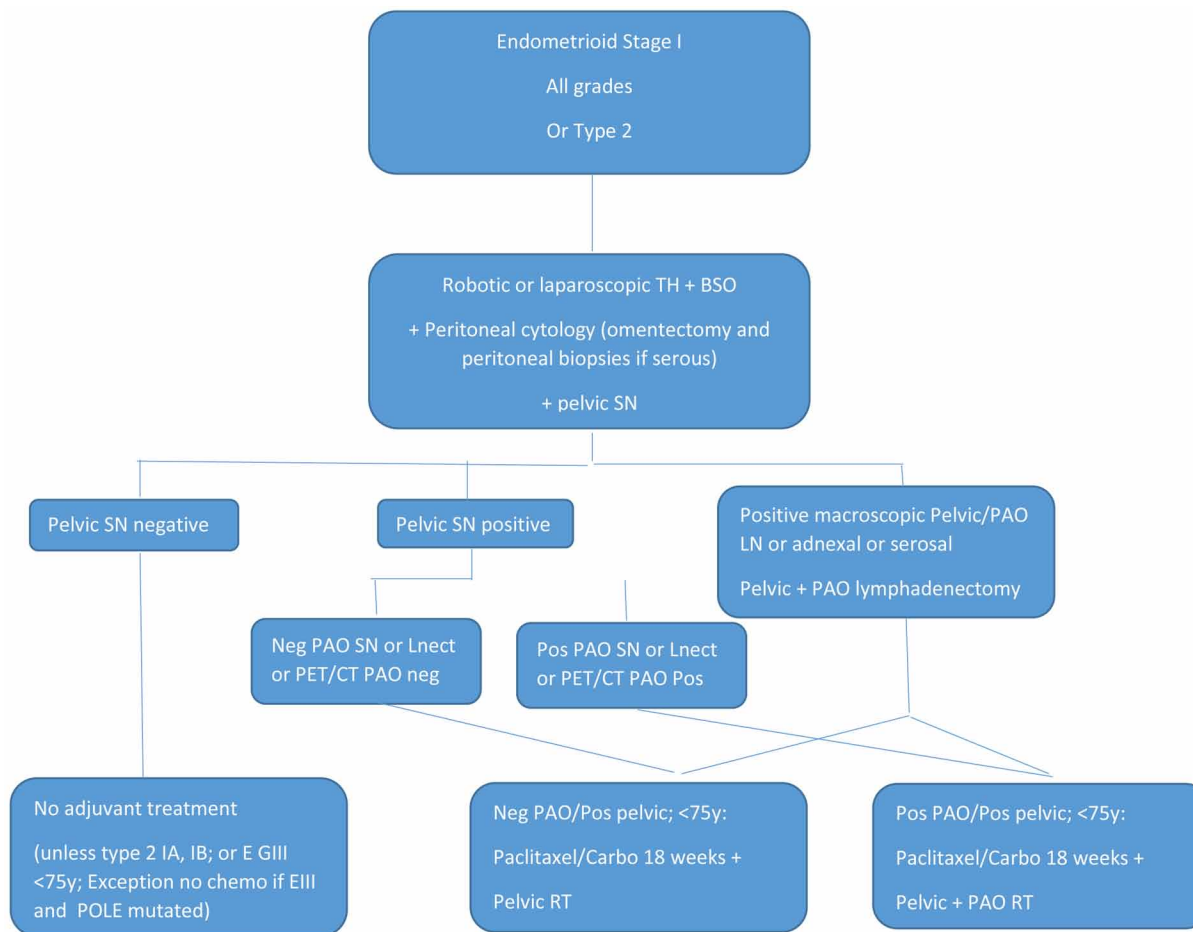 Endometrioid Stage I
All grades
Or Type 2
Robotic or laparoscopic TH + BSO
+ Peritoneal cytology (omentectomy and
peritoneal biopsies if serous)
+ pelvic SN
Pelvic SN negative
Pelvic SN positive
Positive macroscopic Pelvic/PAO
LN or adnexal or serosal
Pelvic + PAO lymphadenectomy
Neg PAO SN or Lnect
or PET/CT PAO neg
Pos PAO SN or Lnect
or PET/CT PAO Pos
No adjuvant treatment
(unless type 2 IA, IB; or E GIII
<75y; Exception no chemo if EIII
and POLE mutated)
Neg PAO/Pos pelvic; <75y:
Paclitaxel/Carbo 18 weeks +
Pelvic RT
Pos PAO/Pos pelvic; <75y:
Paclitaxel/Carbo 18 weeks +
Pelvic + PAO RT